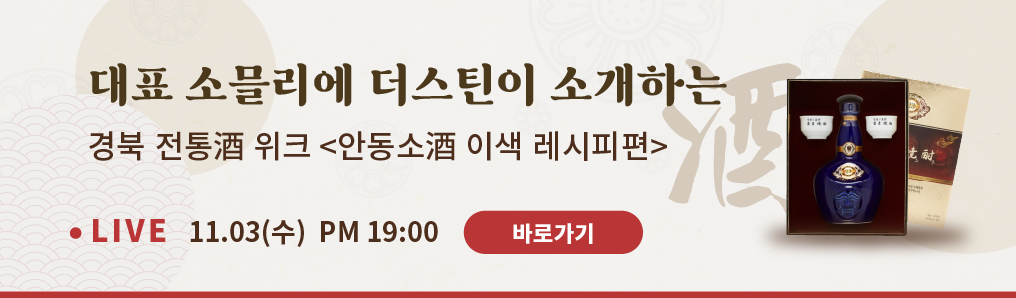 대표 소믈리에 더스틴이 소개하는
경북 전통酒 위크 <안동소酒 이색 레시피편>
酒
LIVE 11.03(수) PM 19:00
바로가기